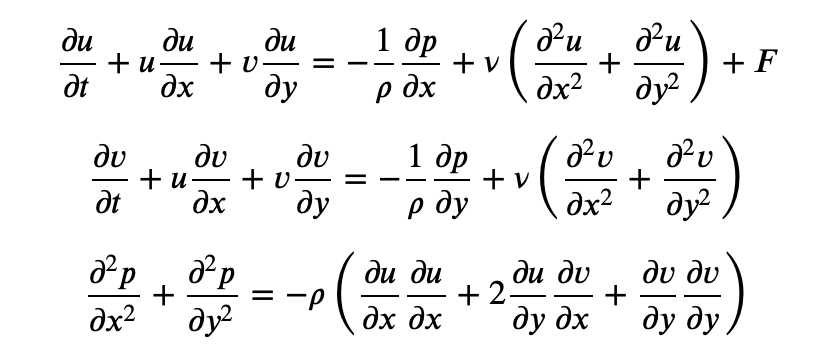 ∂u/∂t + u ∂u/∂x + v ∂u/∂y = − 1/ρ ∂p/∂x + ν ( ∂²u/∂x² + ∂²u/∂y² ) + F
∂v/∂t + u ∂v/∂x + v ∂v/∂y = − 1/ρ ∂p/∂y + ν ( ∂²v/∂x² + ∂²v/∂y² )
∂²p/∂x² + ∂²p/∂y² = −ρ ( ∂u/∂x ∂u/∂x + 2 ∂u/∂y ∂v/∂x + ∂v/∂y ∂v/∂y )